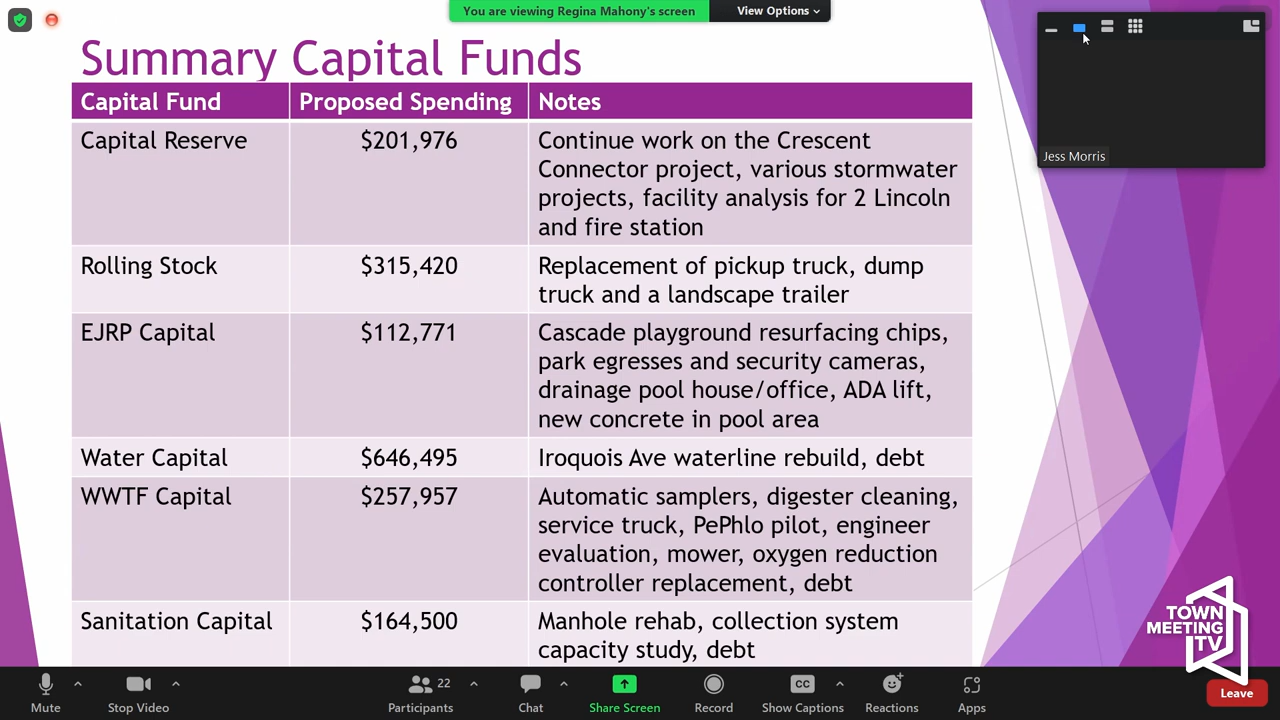 You are viewing Regina Mahony's screen
View Options
Summary Capital Funds
Jess Morris
Capital Fund
Proposed Spending
Notes
Capital Reserve
$201,976
Continue work on the Crescent
Connector project, various stormwater
projects, facility analysis for 2 Lincoln
and fire station
Rolling Stock
$315,420
Replacement of pickup truck, dump
truck and a landscape trailer
EJRP Capital
$112,771
Cascade playground resurfacing chips,
park egresses and security cameras,
drainage pool house/office, ADA lift,
new concrete in pool area
Water Capital
$646,495
Iroquois Ave waterline rebuild, debt
WWTF Capital
$257,957
Automatic samplers, digester cleaning,
service truck, PePhlo pilot, engineer
evaluation, mower, oxygen reduction
controller replacement, debt
Sanitation Capital
$164,500
Manhole rehab, collection system
capacity study, debt
TOWN
MEETING
TV
Mute
Stop Video
22
Participants
Chat
Share Screen
Record
CC
Show Captions
Reactions
Apps
Leave